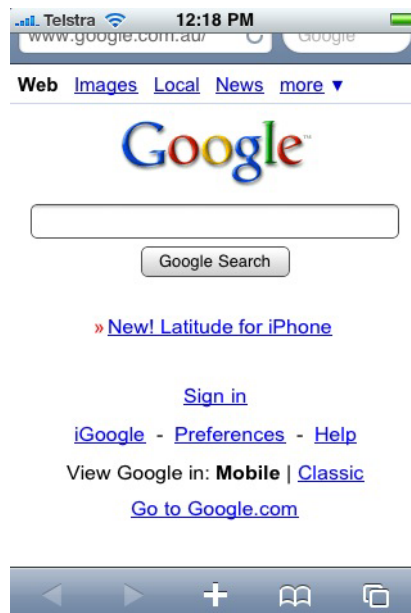 Telstra 12:18 PM
www.google.com.au/ Google
Web Images Local News more ▼
Google™
Google Search
» New! Latitude for iPhone
Sign in
iGoogle - Preferences - Help
View Google in: Mobile | Classic
Go to Google.com